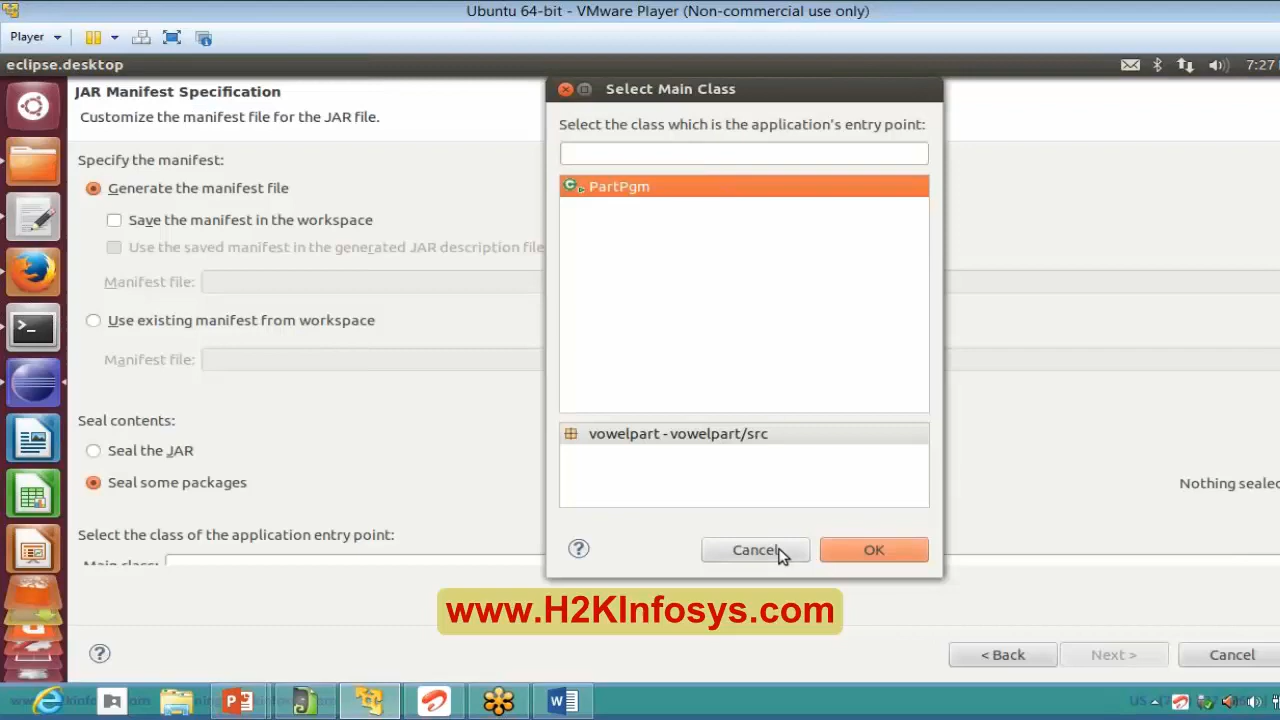 Ubuntu 64-bit - VMware Player (Non-commercial use only)
Player
eclipse.desktop
7:27
JAR Manifest Specification
Customize the manifest file for the JAR file.
Specify the manifest:
Generate the manifest file
Save the manifest in the workspace
Use the saved manifest in the generated JAR description file
Manifest file:
Use existing manifest from workspace
Manifest file:
Seal contents:
Seal the JAR
Seal some packages
Nothing seale
Select the class of the application entry point:
Main class:
Select Main Class
Select the class which is the application's entry point:
PartPgm
vowelpart - vowelpart/src
Cancel
OK
www.H2KInfosys.com
< Back
Next >
Cancel
US